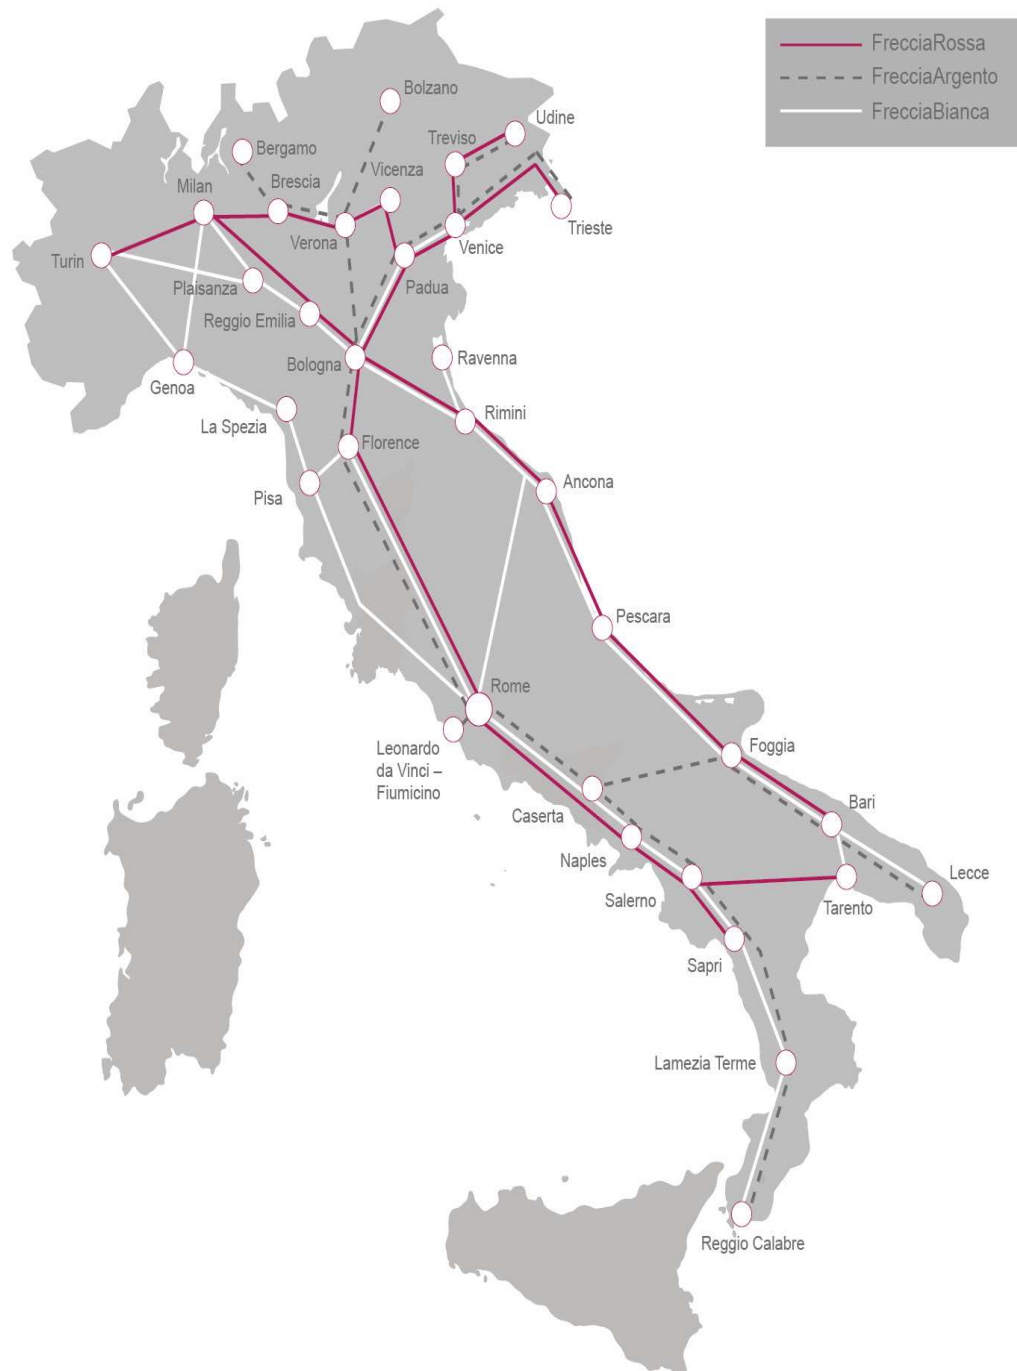 FrecciaRossa
FrecciaArgento
FrecciaBianca
Bolzano
Udine
Bergamo
Treviso
Vicenza
Brescia
Milan
Trieste
Verona
Venice
Turin
Padua
Plaisanza
Reggio Emilia
Bologna
Ravenna
Genoa
Rimini
La Spezia
Florence
Ancona
Pisa
Pescara
Rome
Leonardo
da Vinci –
Fiumicino
Foggia
Caserta
Bari
Naples
Lecce
Salerno
Tarento
Sapri
Lamezia Terme
Reggio Calabre